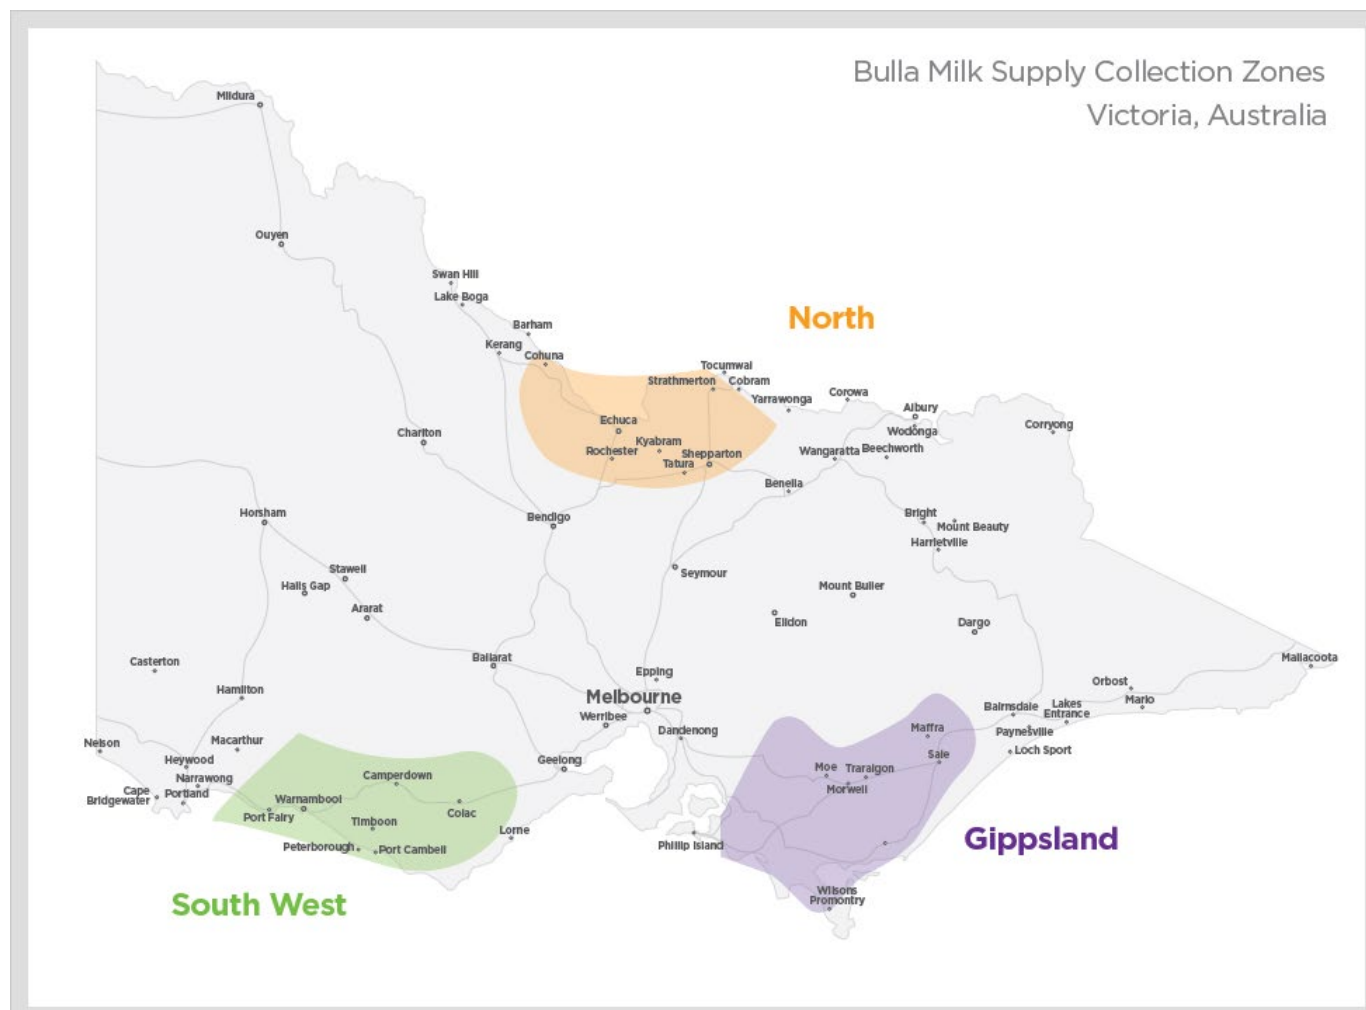 Bulla Milk Supply Collection Zones
Victoria, Australia
Mildura
Ouyen
Swan Hill
Lake Boga
North
Barham
Kerang
Cohuna
Tocumwal
Strathmerton
Cobram
Yarrawonga
Corowa
Albury
Wodonga
Corryong
Echuca
Charlton
Kyabram
Rochester
Shepparton
Tatura
Wangaratta
Beechworth
Benella
Horsham
Bendigo
Bright
Mount Beauty
Harrietville
Stawell
Halls Gap
Seymour
Mount Buller
Ararat
Eildon
Dargo
Casterton
Ballarat
Mallacoota
Epping
Hamilton
Orbost
Melbourne
Marlo
Werribee
Bairnsdale
Lakes
Entrance
Dandenong
Maffra
Paynesville
Nelson
Macarthur
Loch Sport
Heywood
Geelong
Sale
Narrawong
Camperdown
Moe
Traralgon
Cape
Bridgewater
Portland
Morwell
Warnambool
Port Fairy
Colac
Timboon
Lorne
Peterborough
Port Cambell
Phillip Island
Gippsland
Wilsons
Promontry
South West